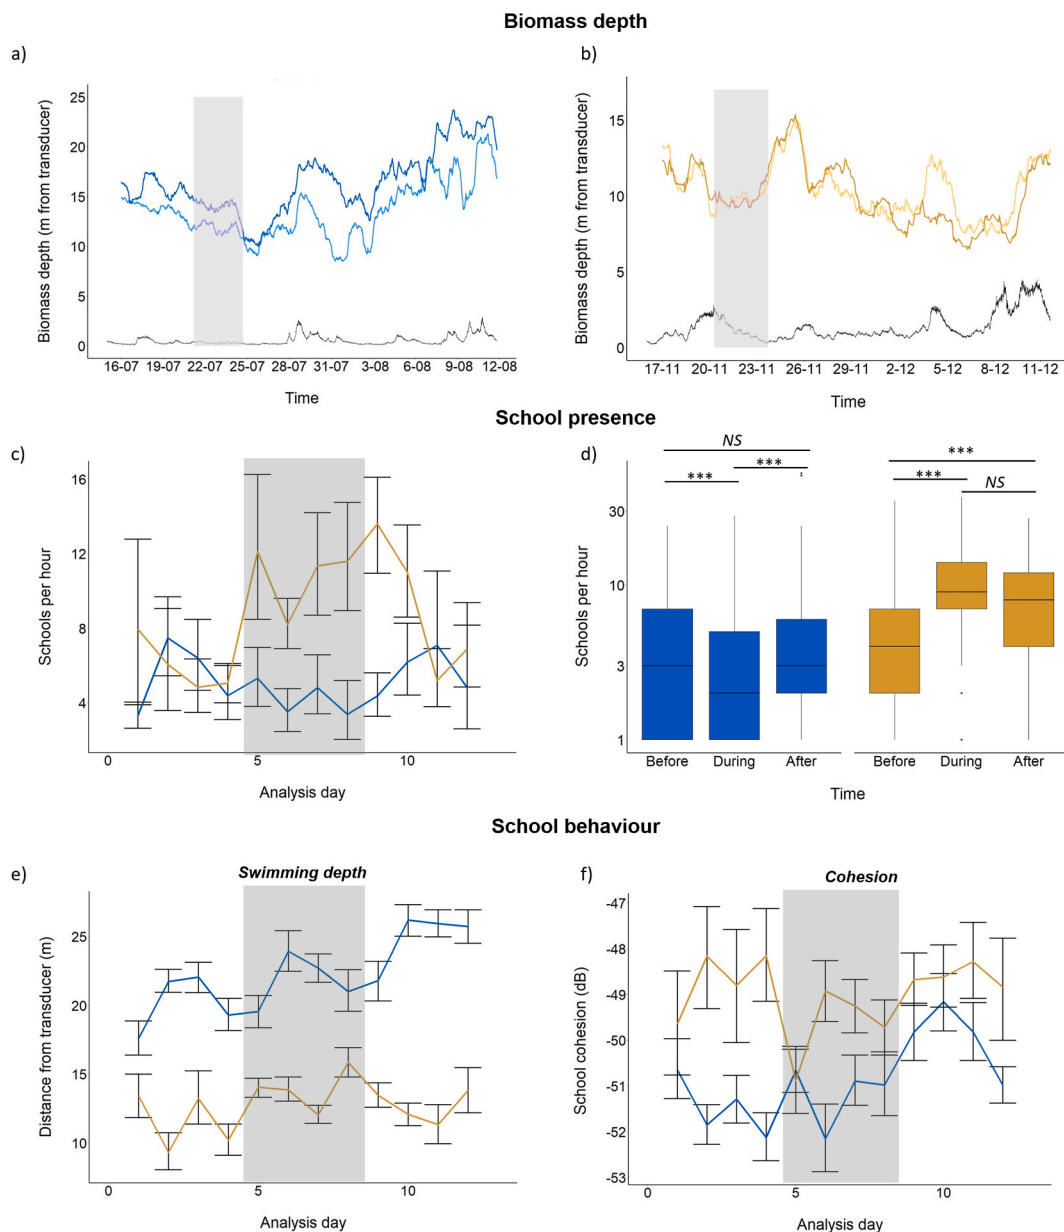 Biomass depth
a)
b)
Biomass depth (m from transducer)
25
20
15
10
5
0
16-07 19-07 22-07 25-07 28-07 31-07 3-08 6-08 9-08 12-08
Time
Biomass depth (m from transducer)
15
10
5
0
17-11 20-11 23-11 26-11 29-11 2-12 5-12 8-12 11-12
Time
School presence
c)
d)
Schools per hour
16
12
8
4
0 5 10
Analysis day
NS
*** ***
***
***
NS
Schools per hour
30
10
3
1
Before During After Before During After
Time
School behaviour
e)
Swimming depth
f)
Cohesion
Distance from transducer (m)
25
20
15
10
0 5 10
Analysis day
School cohesion (dB)
-47
-48
-49
-50
-51
-52
-53
0 5 10
Analysis day